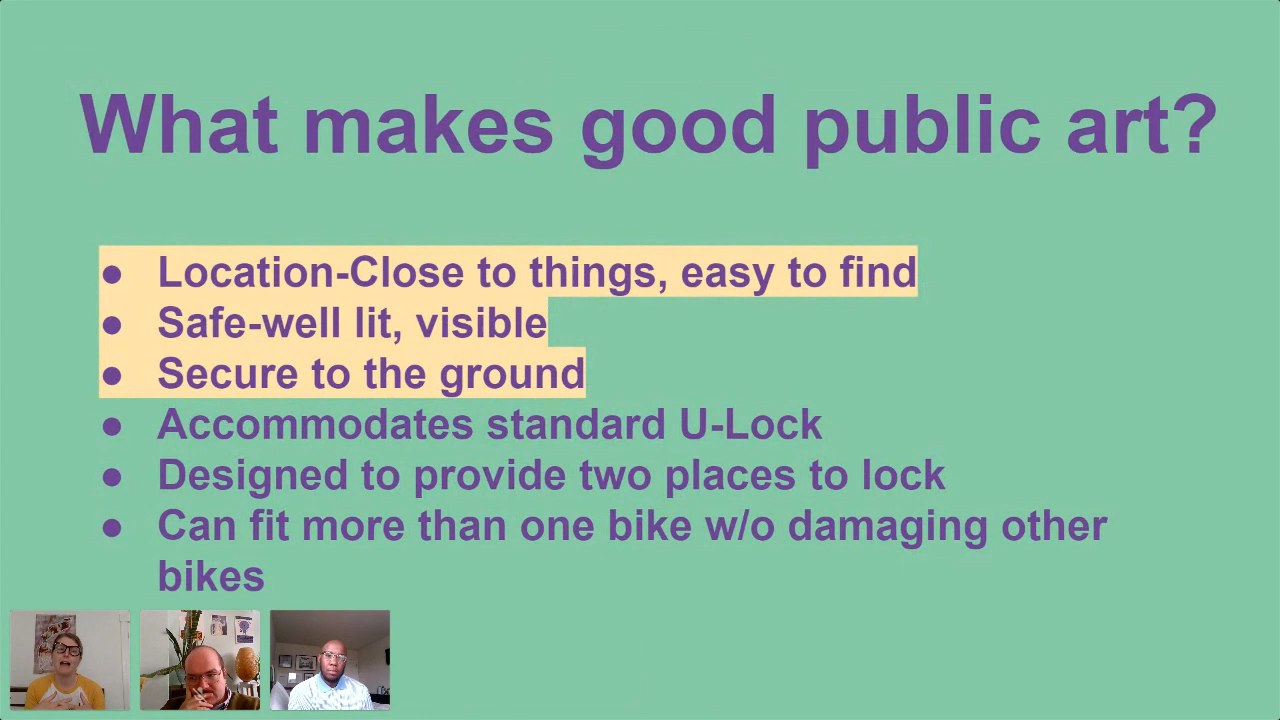 What makes good public art?
● Location-Close to things, easy to find
● Safe-well lit, visible
● Secure to the ground
● Accommodates standard U-Lock
● Designed to provide two places to lock
● Can fit more than one bike w/o damaging other
bikes